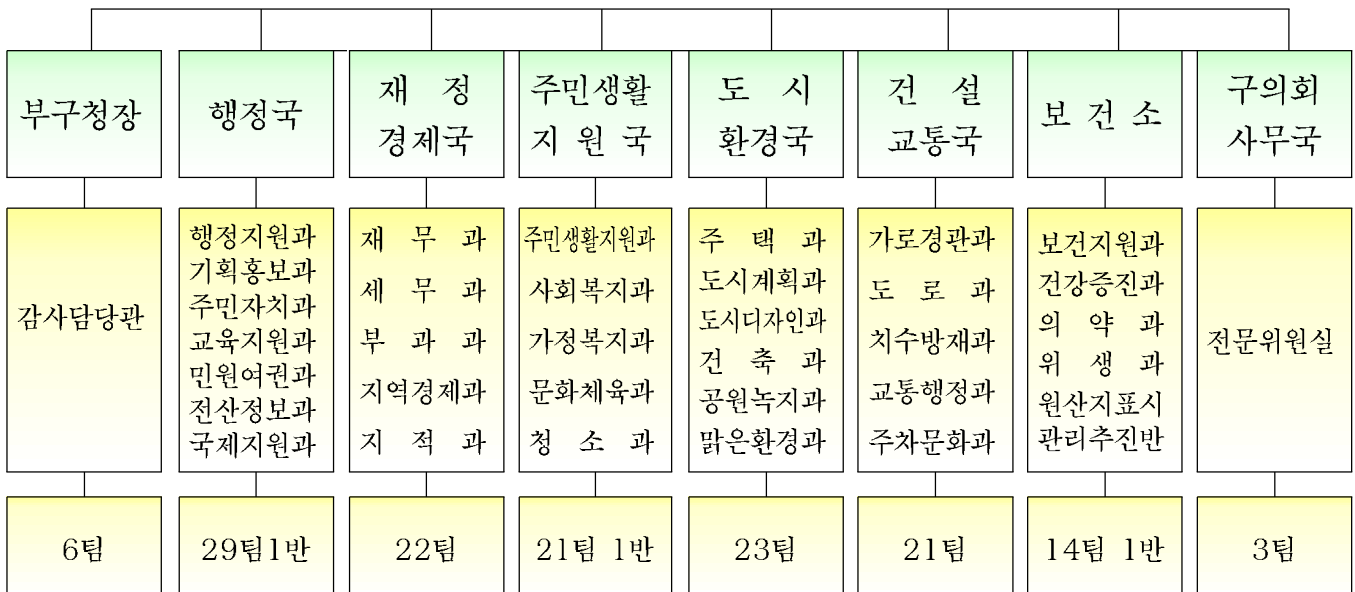 부구청장
행정국
재 정
경제국
주민생활
지 원 국
도 시
환경국
건 설
교통국
보 건 소
구의회
사무국
감사담당관
행정지원과
기획홍보과
주민자치과
교육지원과
민원여권과
전산정보과
국제지원과
재 무 과
세 무 과
부 과 과
지역경제과
지 적 과
주민생활지원과
사회복지과
가정복지과
문화체육과
청 소 과
주 택 과
도시계획과
도시디자인과
건 축 과
공원녹지과
맑은환경과
가로경관과
도 로 과
치수방재과
교통행정과
주차문화과
보건지원과
건강증진과
의 약 과
위 생 과
원산지표시
관리추진반
전문위원실
6팀
29팀1반
22팀
21팀 1반
23팀
21팀
14팀 1반
3팀